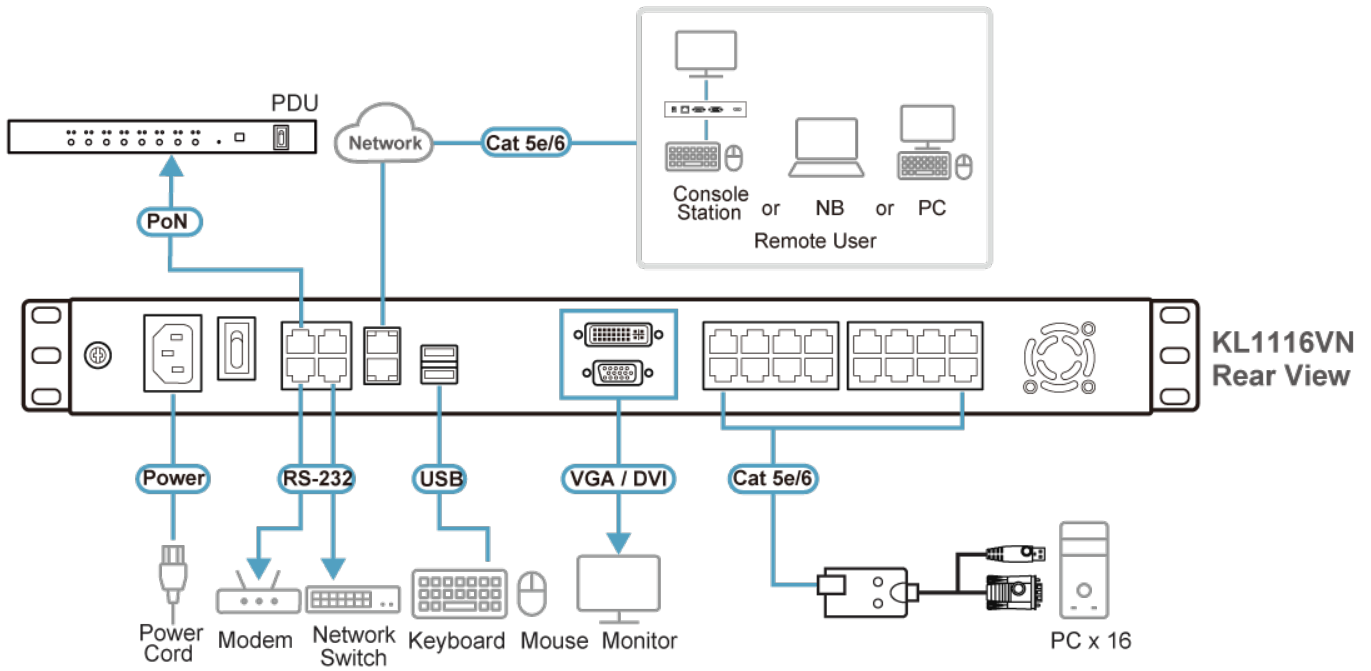 PDU
Network
Cat 5e/6
Console
Station
or
NB
or
PC
Remote User
PoN
KL1116VN
Rear View
Power
RS-232
USB
VGA / DVI
Cat 5e/6
Power
Cord
Modem
Network
Switch
Keyboard
Mouse
Monitor
PC x 16